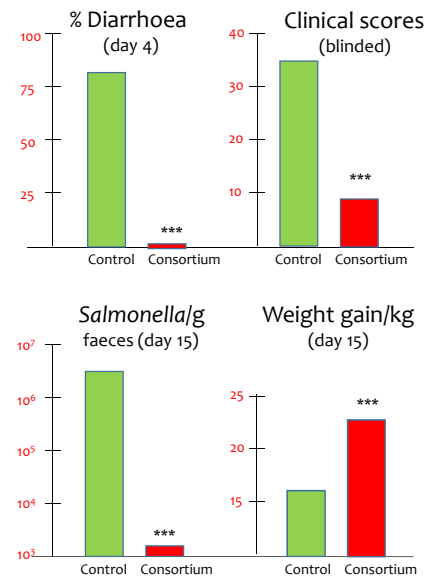 % Diarrhoea
(day 4)
100
75
50
25
***
Control Consortium
Clinical scores
(blinded)
40
30
20
10
***
Control Consortium
Salmonella/g
faeces (day 15)
10⁷
10⁶
10⁵
10⁴
10³
***
Control Consortium
Weight gain/kg
(day 15)
25
20
15
***
Control Consortium